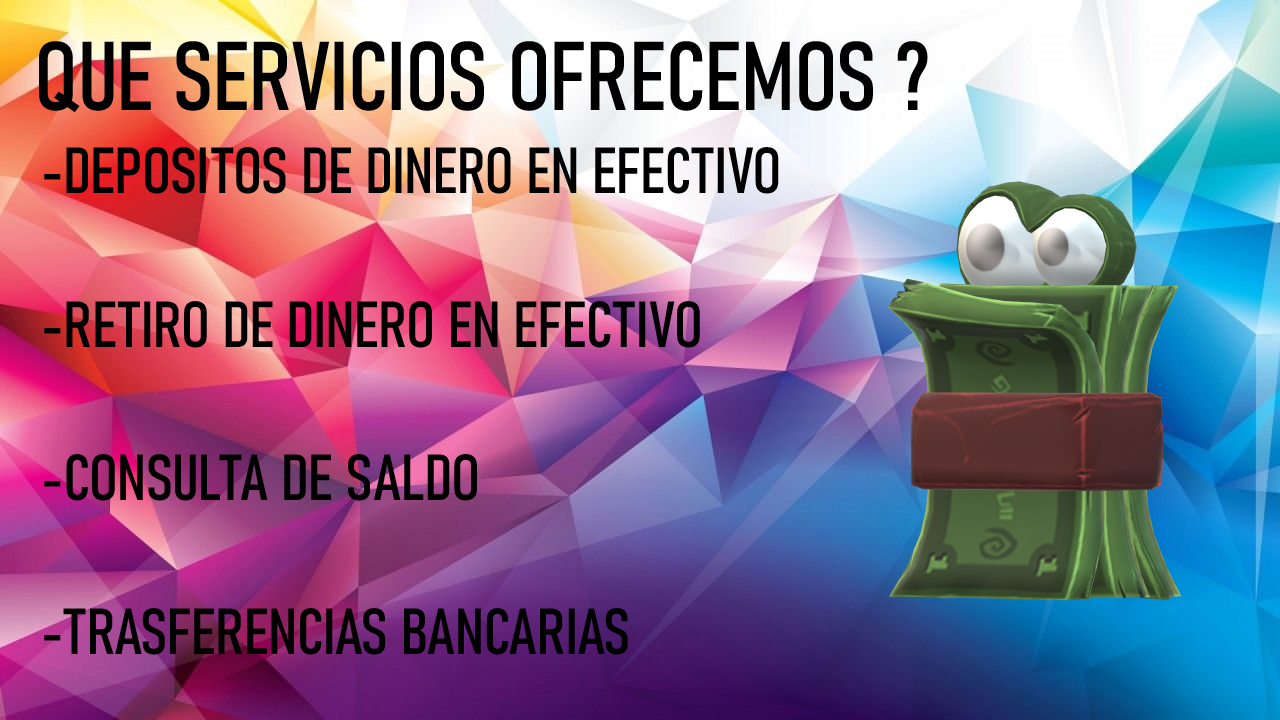 QUE SERVICIOS OFRECEMOS ?
-DEPOSITOS DE DINERO EN EFECTIVO
-RETIRO DE DINERO EN EFECTIVO
-CONSULTA DE SALDO
-TRASFERENCIAS BANCARIAS